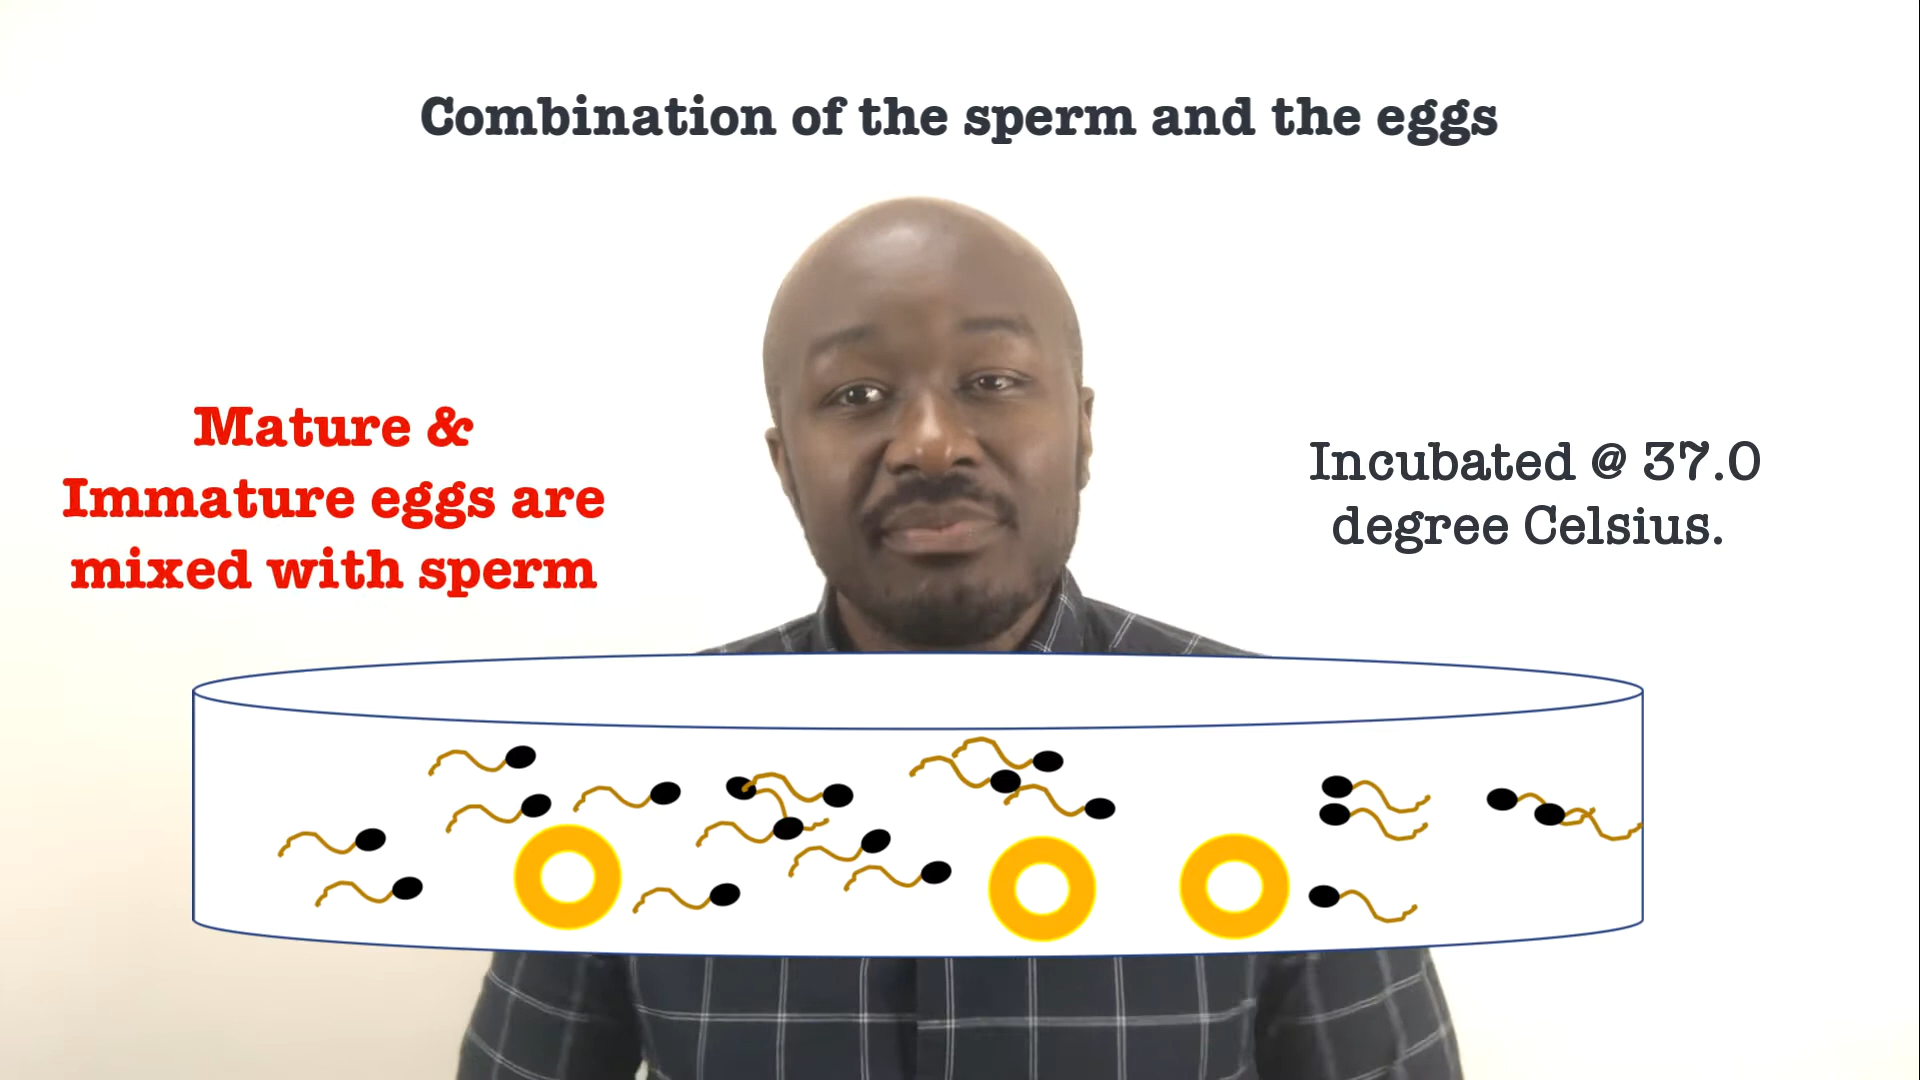 Combination of the sperm and the eggs
Mature &
Immature eggs are
mixed with sperm
Incubated @ 37.0
degree Celsius.